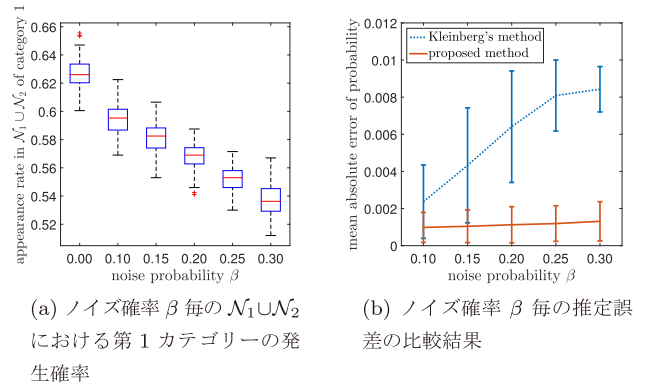 appearance rate in 𝒩₁ ∪ 𝒩₂ of category 1
0.66
0.64
0.62
0.6
0.58
0.56
0.54
0.52
0.00
0.10
0.15
0.20
0.25
0.30
noise probability β
(a) ノイズ確率 β 毎の 𝒩₁∪𝒩₂
における第 1 カテゴリーの発
生確率
mean absolute error of probability
0.012
0.01
0.008
0.006
0.004
0.002
0
Kleinberg's method
proposed method
0.10
0.15
0.20
0.25
0.30
noise probability β
(b) ノイズ確率 β 毎の推定誤
差の比較結果